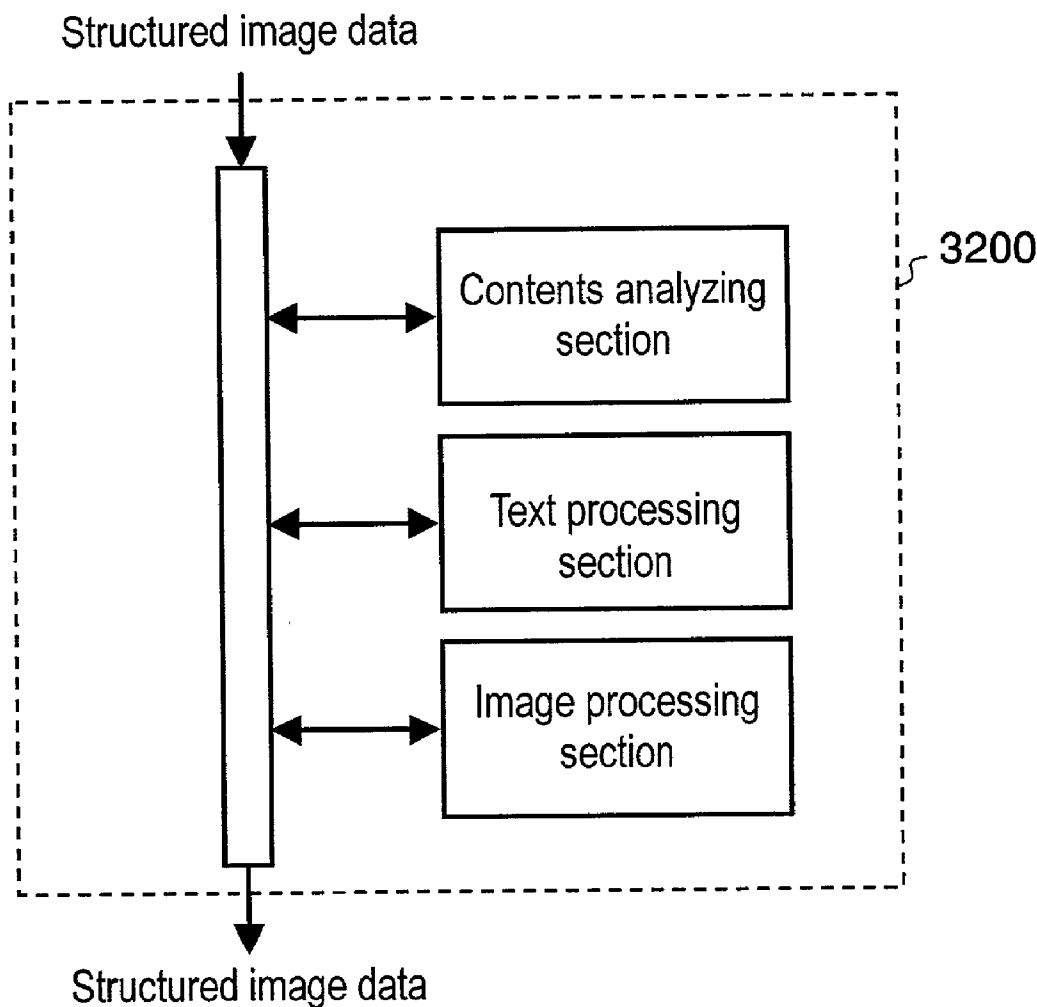 Structured image data
3200
Contents analyzing
section
Text processing
section
Image processing
section
Structured image data